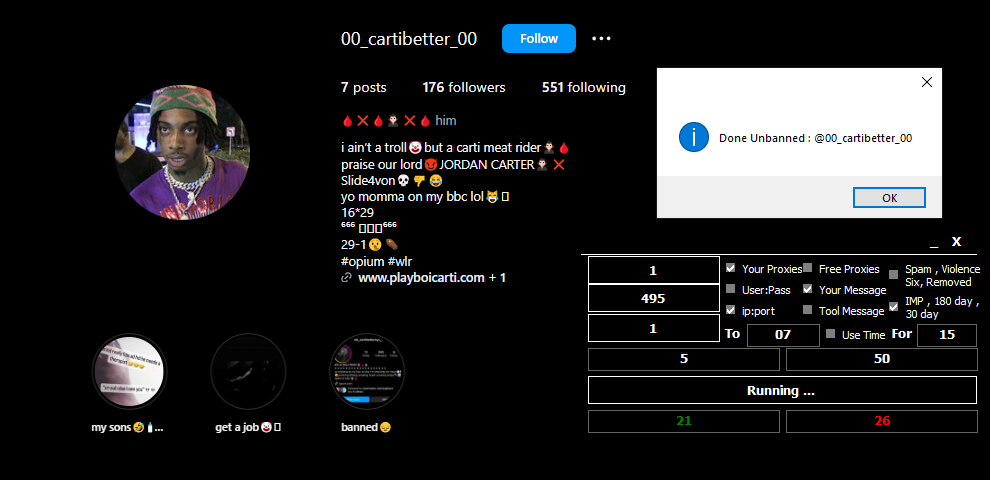 00_cartibetter_00 Follow
7 posts 176 followers 551 following
🩸❌🩸🧛🏻‍♂️❌🩸 him
i ain't a troll🤡but a carti meat rider🧛🏻‍♂️🩸
praise our lord👹JORDAN CARTER🧛🏻‍♂️❌
Slide4von💀👎😂
yo momma on my bbc lol😹
16*29
⁶⁶⁶ ⁶⁶⁶
29-1🤫⚰️
#opium #wlr
www.playboicarti.com + 1
my sons🤣🍼...
get a job🤡
banned😞
Done Unbanned : @00_cartibetter_00
OK
_ X
1
495
1
Your Proxies
Free Proxies
Spam , Violence
Six, Removed
User:Pass
Your Message
ip:port
Tool Message
IMP , 180 day ,
30 day
To 07 Use Time For 15
5 50
Running ...
21 26